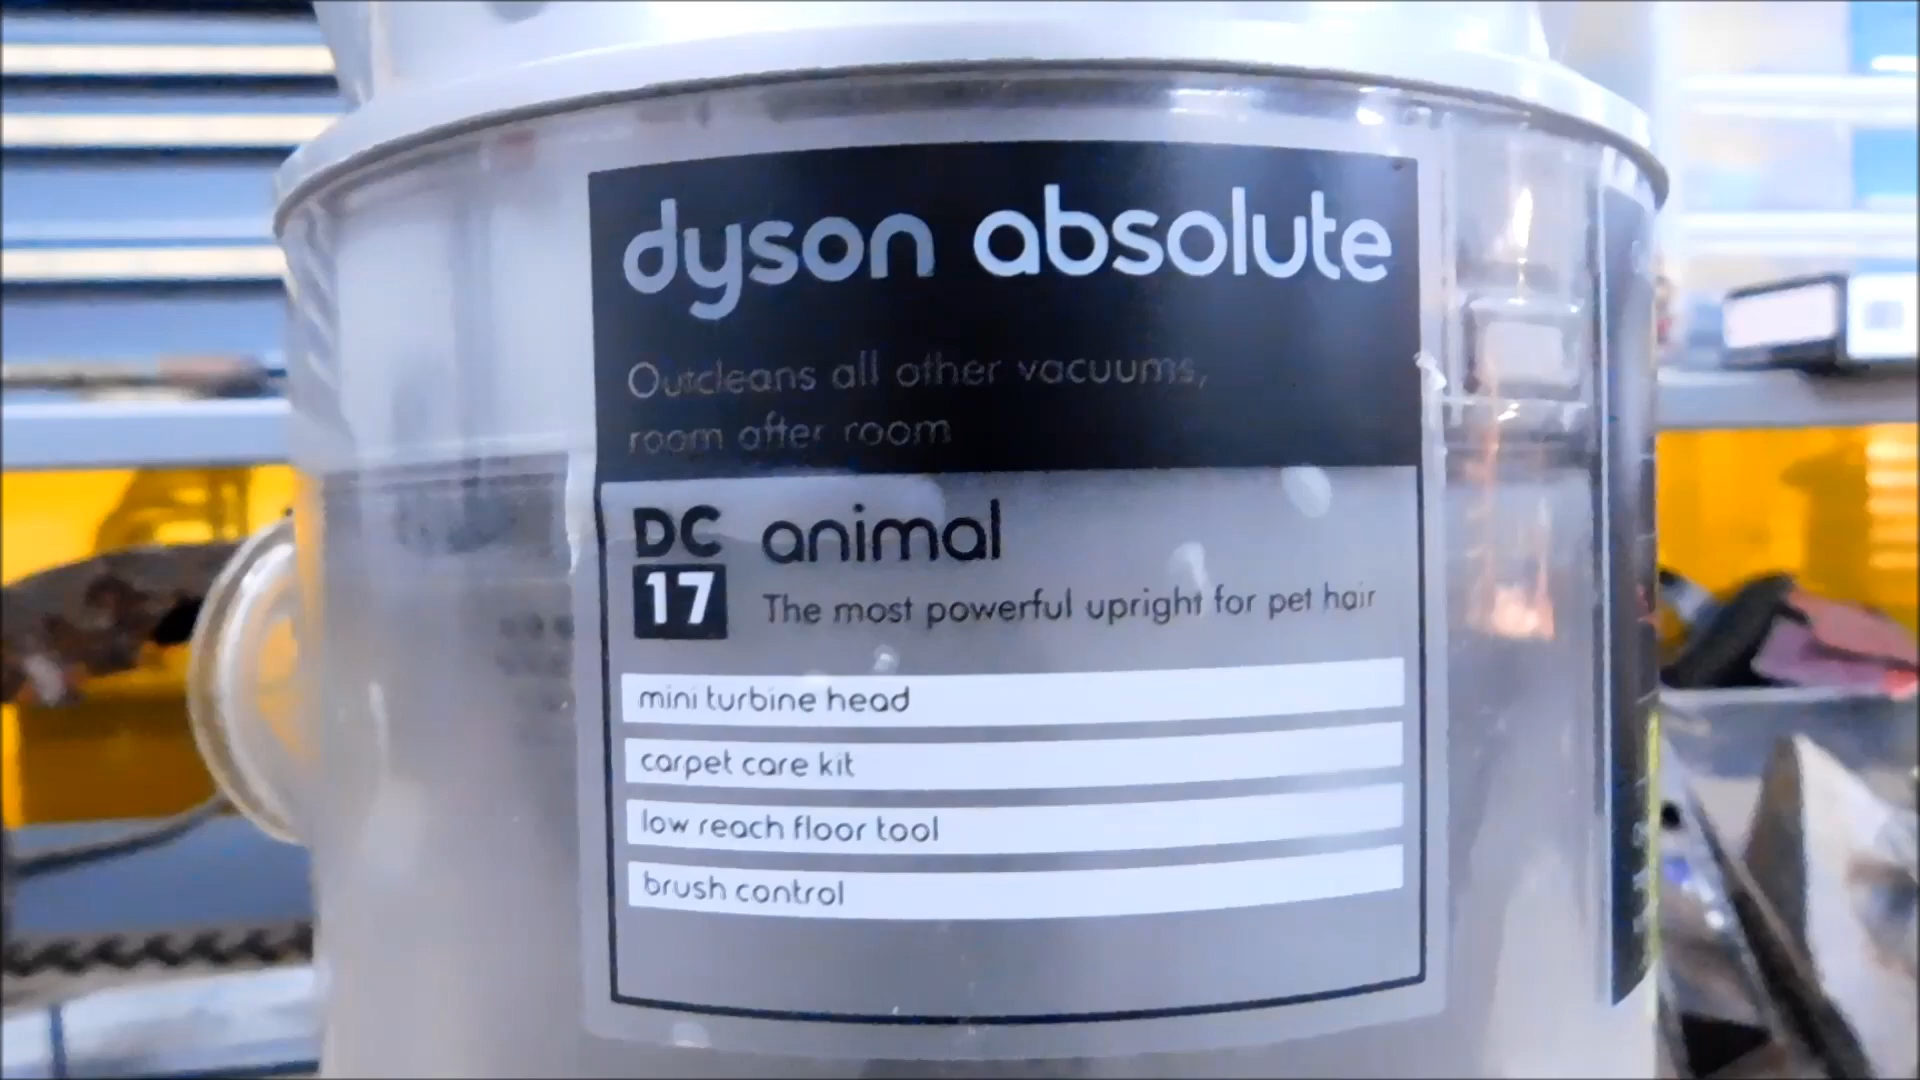 dyson absolute
Outcleans all other vacuums,
room after room
DC animal
17 The most powerful upright for pet hair
mini turbine head
carpet care kit
low reach floor tool
brush control